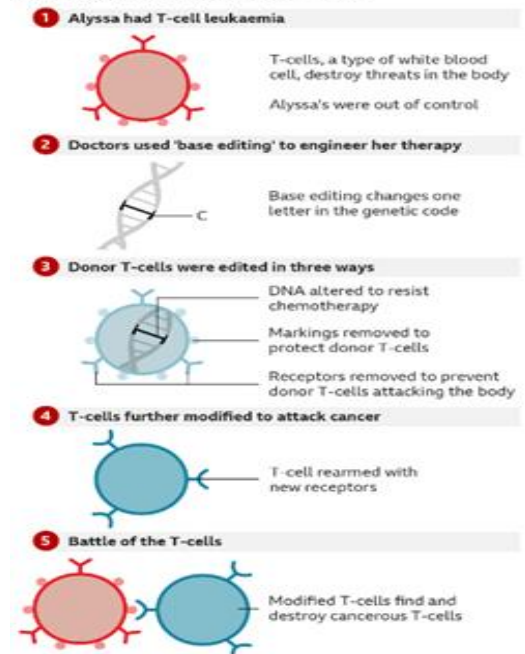 1 Alyssa had T-cell leukaemia
T-cells, a type of white blood
cell, destroy threats in the body
Alyssa's were out of control
2 Doctors used 'base editing' to engineer her therapy
C
Base editing changes one
letter in the genetic code
3 Donor T-cells were edited in three ways
DNA altered to resist
chemotherapy
Markings removed to
protect donor T-cells
Receptors removed to prevent
donor T-cells attacking the body
4 T-cells further modified to attack cancer
T-cell rearmed with
new receptors
5 Battle of the T-cells
Modified T-cells find and
destroy cancerous T-cells